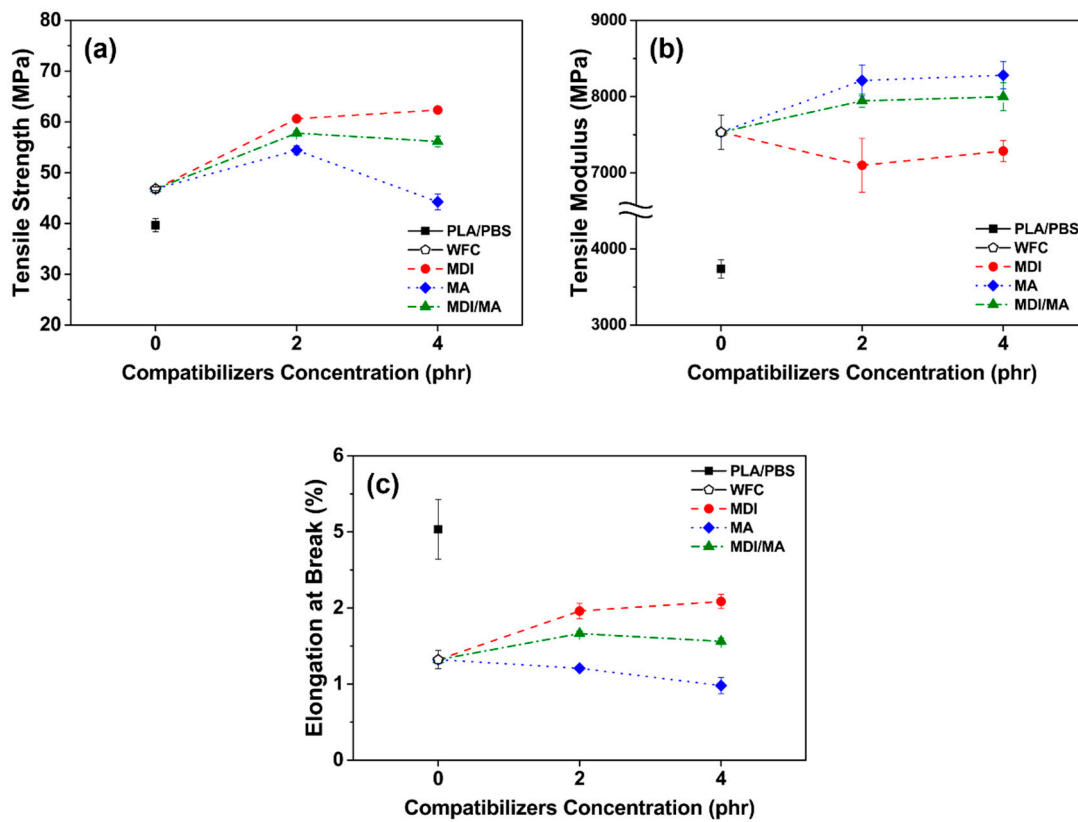 (a)
Tensile Strength (MPa)
80
70
60
50
40
30
20
PLA/PBS
WFC
MDI
MA
MDI/MA
0 2 4
Compatibilizers Concentration (phr)
(b)
Tensile Modulus (MPa)
9000
8000
7000
4000
3000
PLA/PBS
WFC
MDI
MA
MDI/MA
0 2 4
Compatibilizers Concentration (phr)
(c)
Elongation at Break (%)
6
5
2
1
0
PLA/PBS
WFC
MDI
MA
MDI/MA
0 2 4
Compatibilizers Concentration (phr)